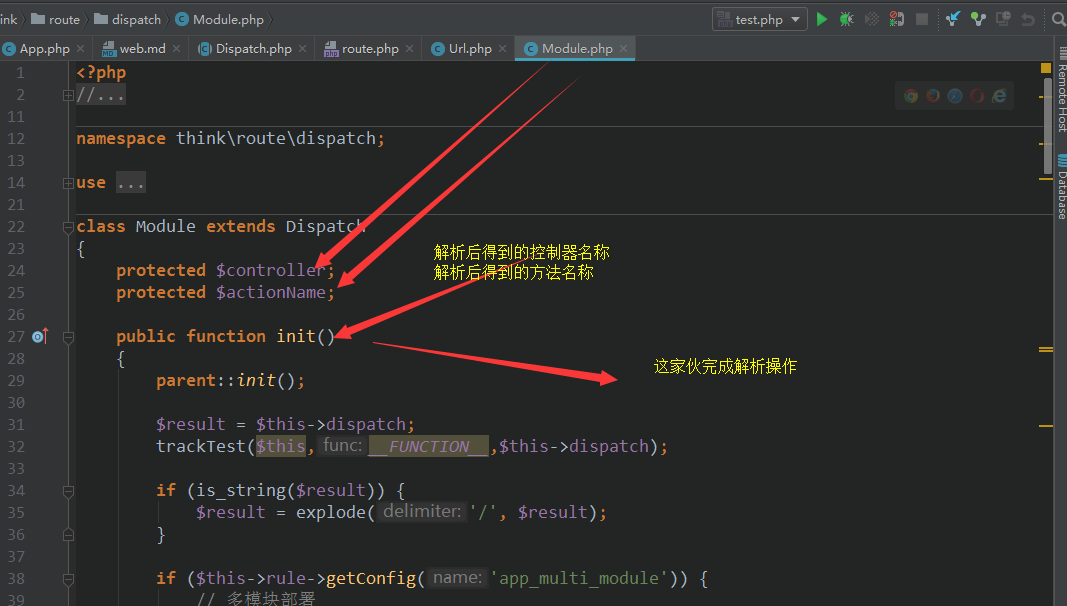 ink route dispatch Module.php test.php
App.php web.md Dispatch.php route.php Url.php Module.php
1 <?php
2 //...
11
12 namespace think\route\dispatch;
13
14 use ...
21
22 class Module extends Dispatch
23 {
24 protected $controller;
25 protected $actionName;
26
27 public function init()
28 {
29 parent::init();
30
31 $result = $this->dispatch;
32 trackTest($this, func: __FUNCTION__,$this->dispatch);
33
34 if (is_string($result)) {
35 $result = explode( delimiter: '/', $result);
36 }
37
38 if ($this->rule->getConfig( name: 'app_multi_module')) {
39 // 多模块部署
解析后得到的控制器名称
解析后得到的方法名称
这家伙完成解析操作
Remote Host
Database